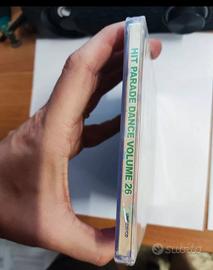 HIT PARADE DANCE VOLUME 26
subito